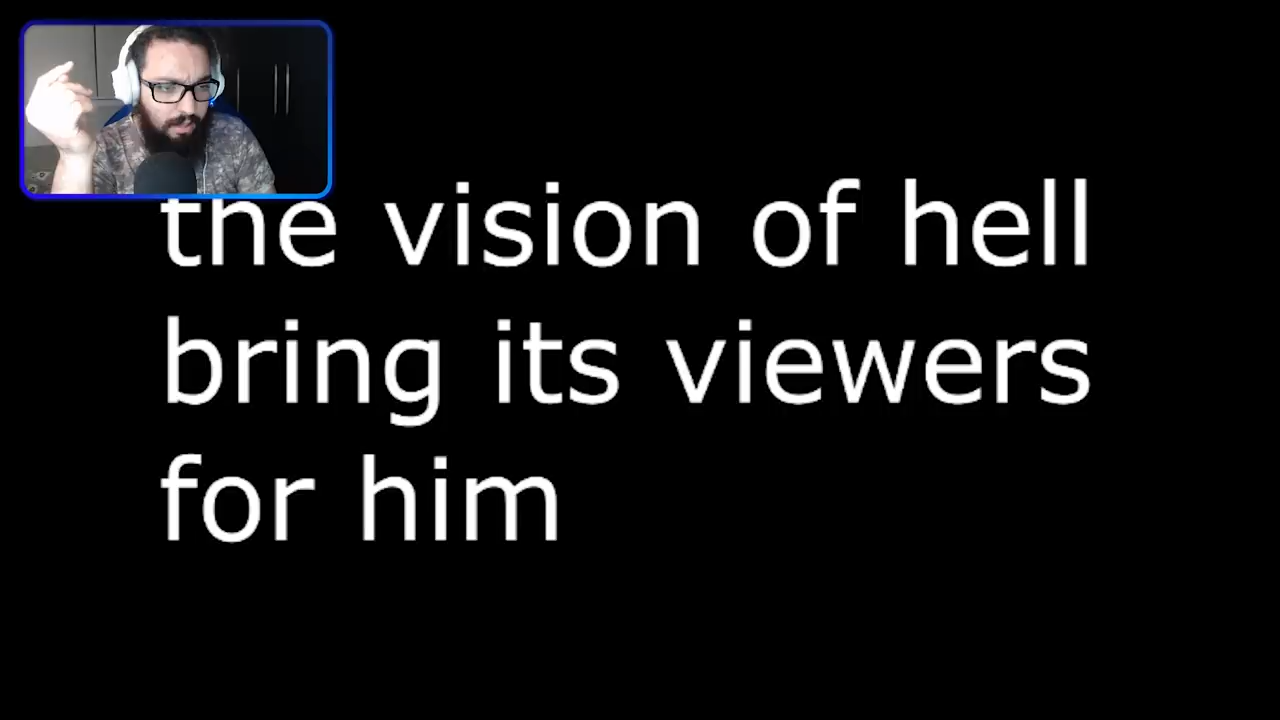 the vision of hell
bring its viewers
for him